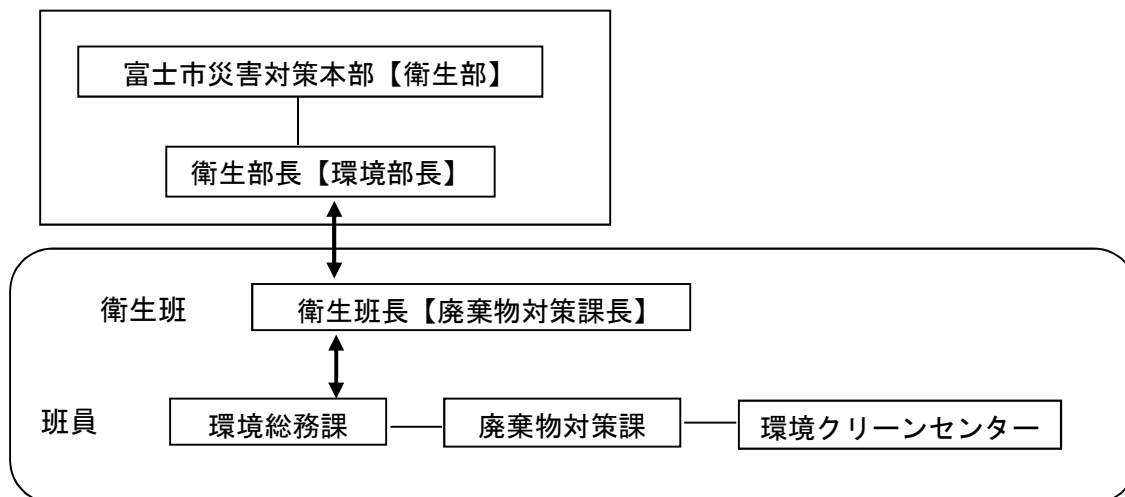 富士市災害対策本部【衛生部】
衛生部長【環境部長】
衛生班
衛生班長【廃棄物対策課長】
班員
環境総務課
廃棄物対策課
環境クリーンセンター